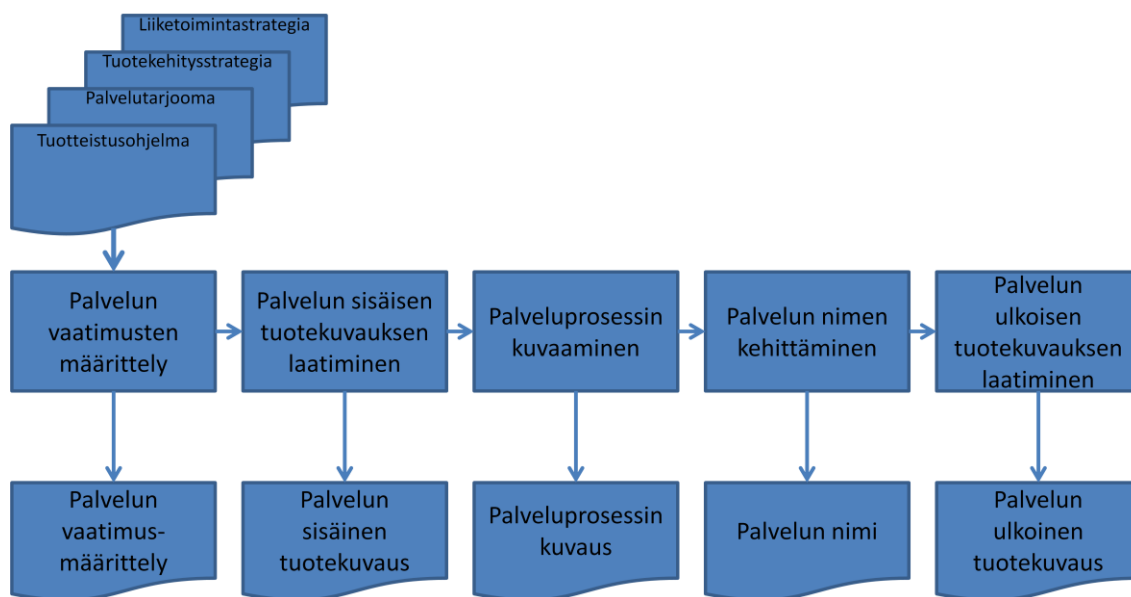 Liiketoimintastrategia
Tuotekehitysstrategia
Palvelutarjooma
Tuotteistusohjelma
Palvelun
vaatimusten
määrittely
Palvelun sisäisen
tuotekuvauksen
laatiminen
Palveluprosessin
kuvaaminen
Palvelun nimen
kehittäminen
Palvelun
ulkoisen
tuotekuvauksen
laatiminen
Palvelun
vaatimus-
määrittely
Palvelun
sisäinen
tuotekuvaus
Palveluprosessin
kuvaus
Palvelun nimi
Palvelun
ulkoinen
tuotekuvaus